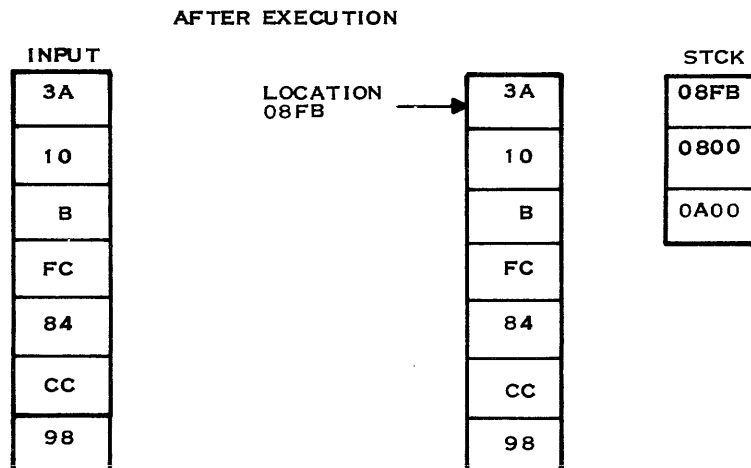 AFTER EXECUTION
INPUT
3A
10
B
FC
84
CC
98
LOCATION
08FB
3A
10
B
FC
84
CC
98
STCK
08FB
0800
0A00